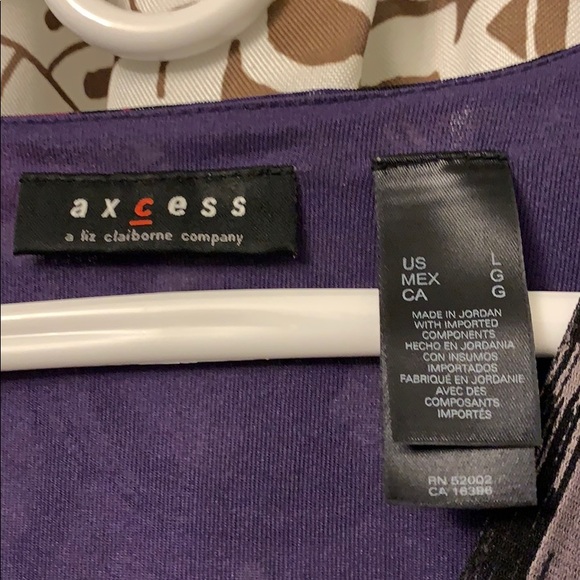 axcess
a liz claiborne company
US L
MEX G
CA G
MADE IN JORDAN
WITH IMPORTED
COMPONENTS
HECHO EN JORDANIA
CON INSUMOS
IMPORTADOS
FABRIQUÉ EN JORDANIE
AVEC DES
COMPOSANTS
IMPORTÉS
RN 52002
CA 16396